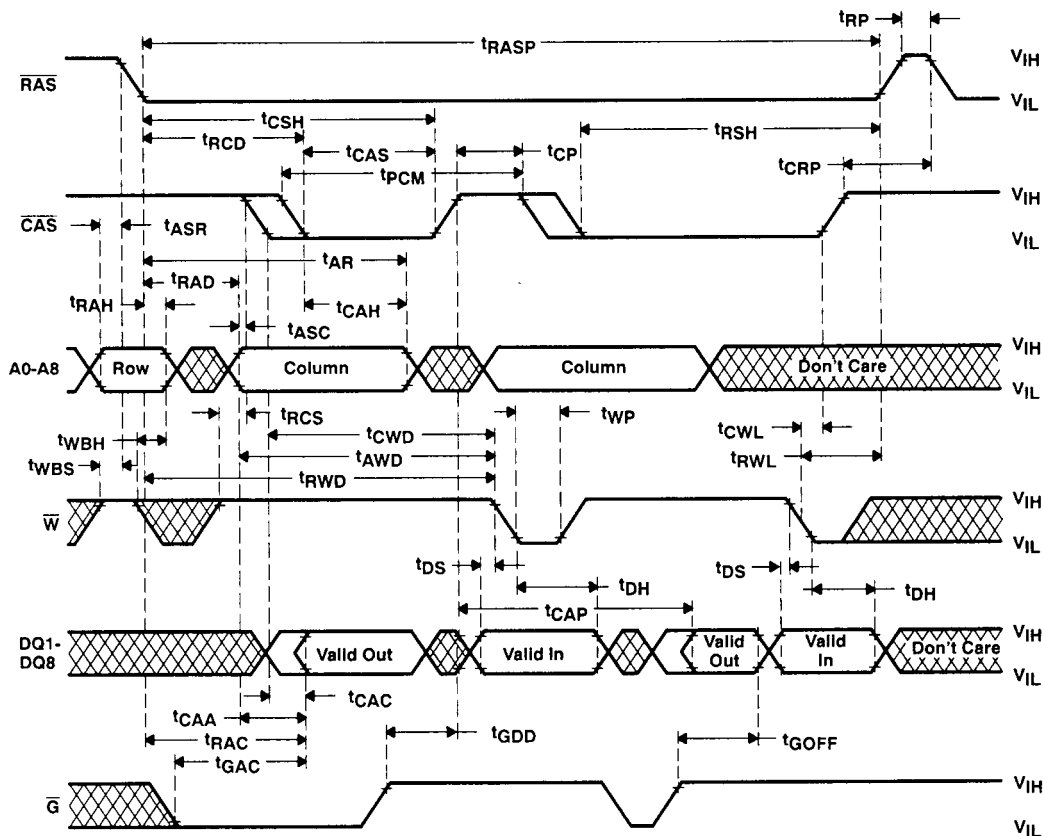 tRP
tRASP
RAS
VIH
VIL
tCSH
tRSH
tRCD
tCAS
tCP
tPCM
tCRP
CAS
VIH
VIL
tASR
tAR
tRAD
tRAH
tCAH
tASC
A0-A8
Row
Column
Column
Don't Care
VIH
VIL
tRCS
tWP
tWBH
tCWD
tCWL
tAWD
tRWL
tWBS
tRWD
W
VIH
VIL
tDS
tDH
tDS
tDH
tCAP
DQ1-
DQ8
Valid Out
Valid In
Valid
Out
Valid
In
Don't Care
VIH
VIL
tCAC
tCAA
tRAC
tGDD
tGOFF
tGAC
G
VIH
VIL